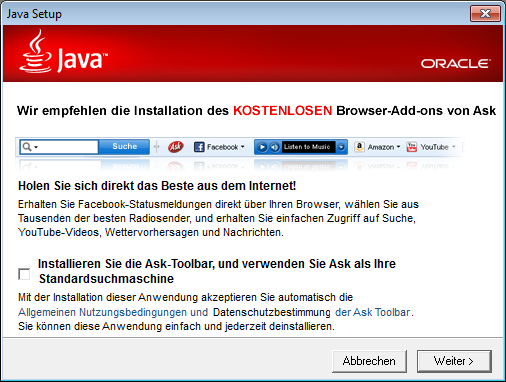 Java Setup
Java™
ORACLE®
Wir empfehlen die Installation des KOSTENLOSEN Browser-Add-ons von Ask
Suche Ask Facebook Listen to Music Amazon YouTube
Holen Sie sich direkt das Beste aus dem Internet!
Erhalten Sie Facebook-Statusmeldungen direkt über Ihren Browser, wählen Sie aus
Tausenden der besten Radiosender, und erhalten Sie einfachen Zugriff auf Suche,
YouTube-Videos, Wettervorhersagen und Nachrichten.
Installieren Sie die Ask-Toolbar, und verwenden Sie Ask als Ihre
Standardsuchmaschine
Mit der Installation dieser Anwendung akzeptieren Sie automatisch die
Allgemeinen Nutzungsbedingungen und Datenschutzbestimmung der Ask Toolbar.
Sie können diese Anwendung einfach und jederzeit deinstallieren.
Abbrechen Weiter >